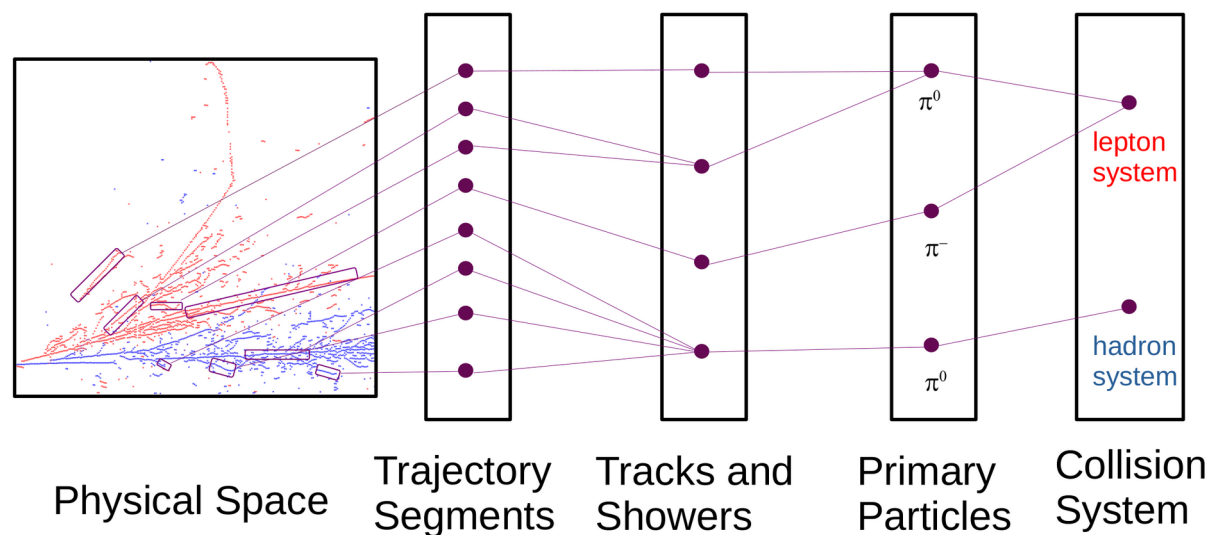 π⁰
π⁻
π⁰
lepton
system
hadron
system
Physical Space
Trajectory
Segments
Tracks and
Showers
Primary
Particles
Collision
System